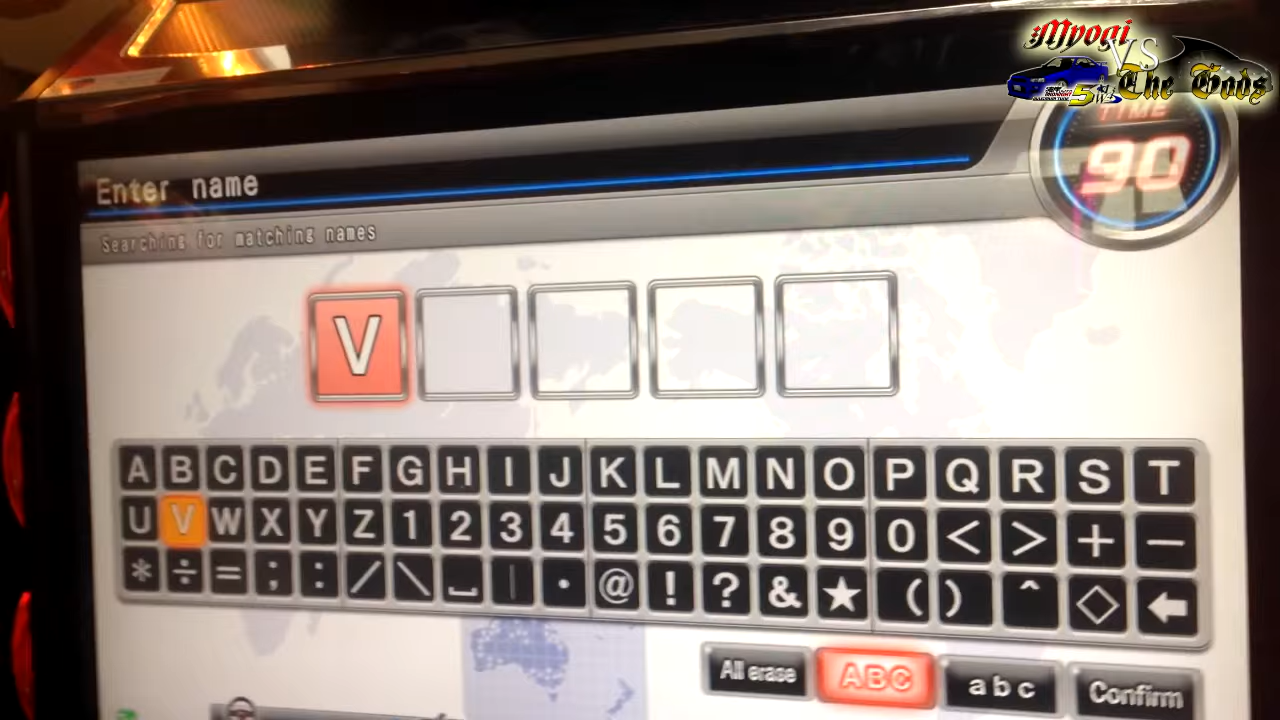 Myogi
VS
The Gods
5
TIME
90
Enter name
Searching for matching names
V
A B C D E F G H I J K L M N O P Q R S T
U V W X Y Z 1 2 3 4 5 6 7 8 9 0 < > + −
* ÷ = ; : / \ ⎵ | · @ ! ? & ★ ( ) ^ ◇ ←
All erase ABC abc Confirm